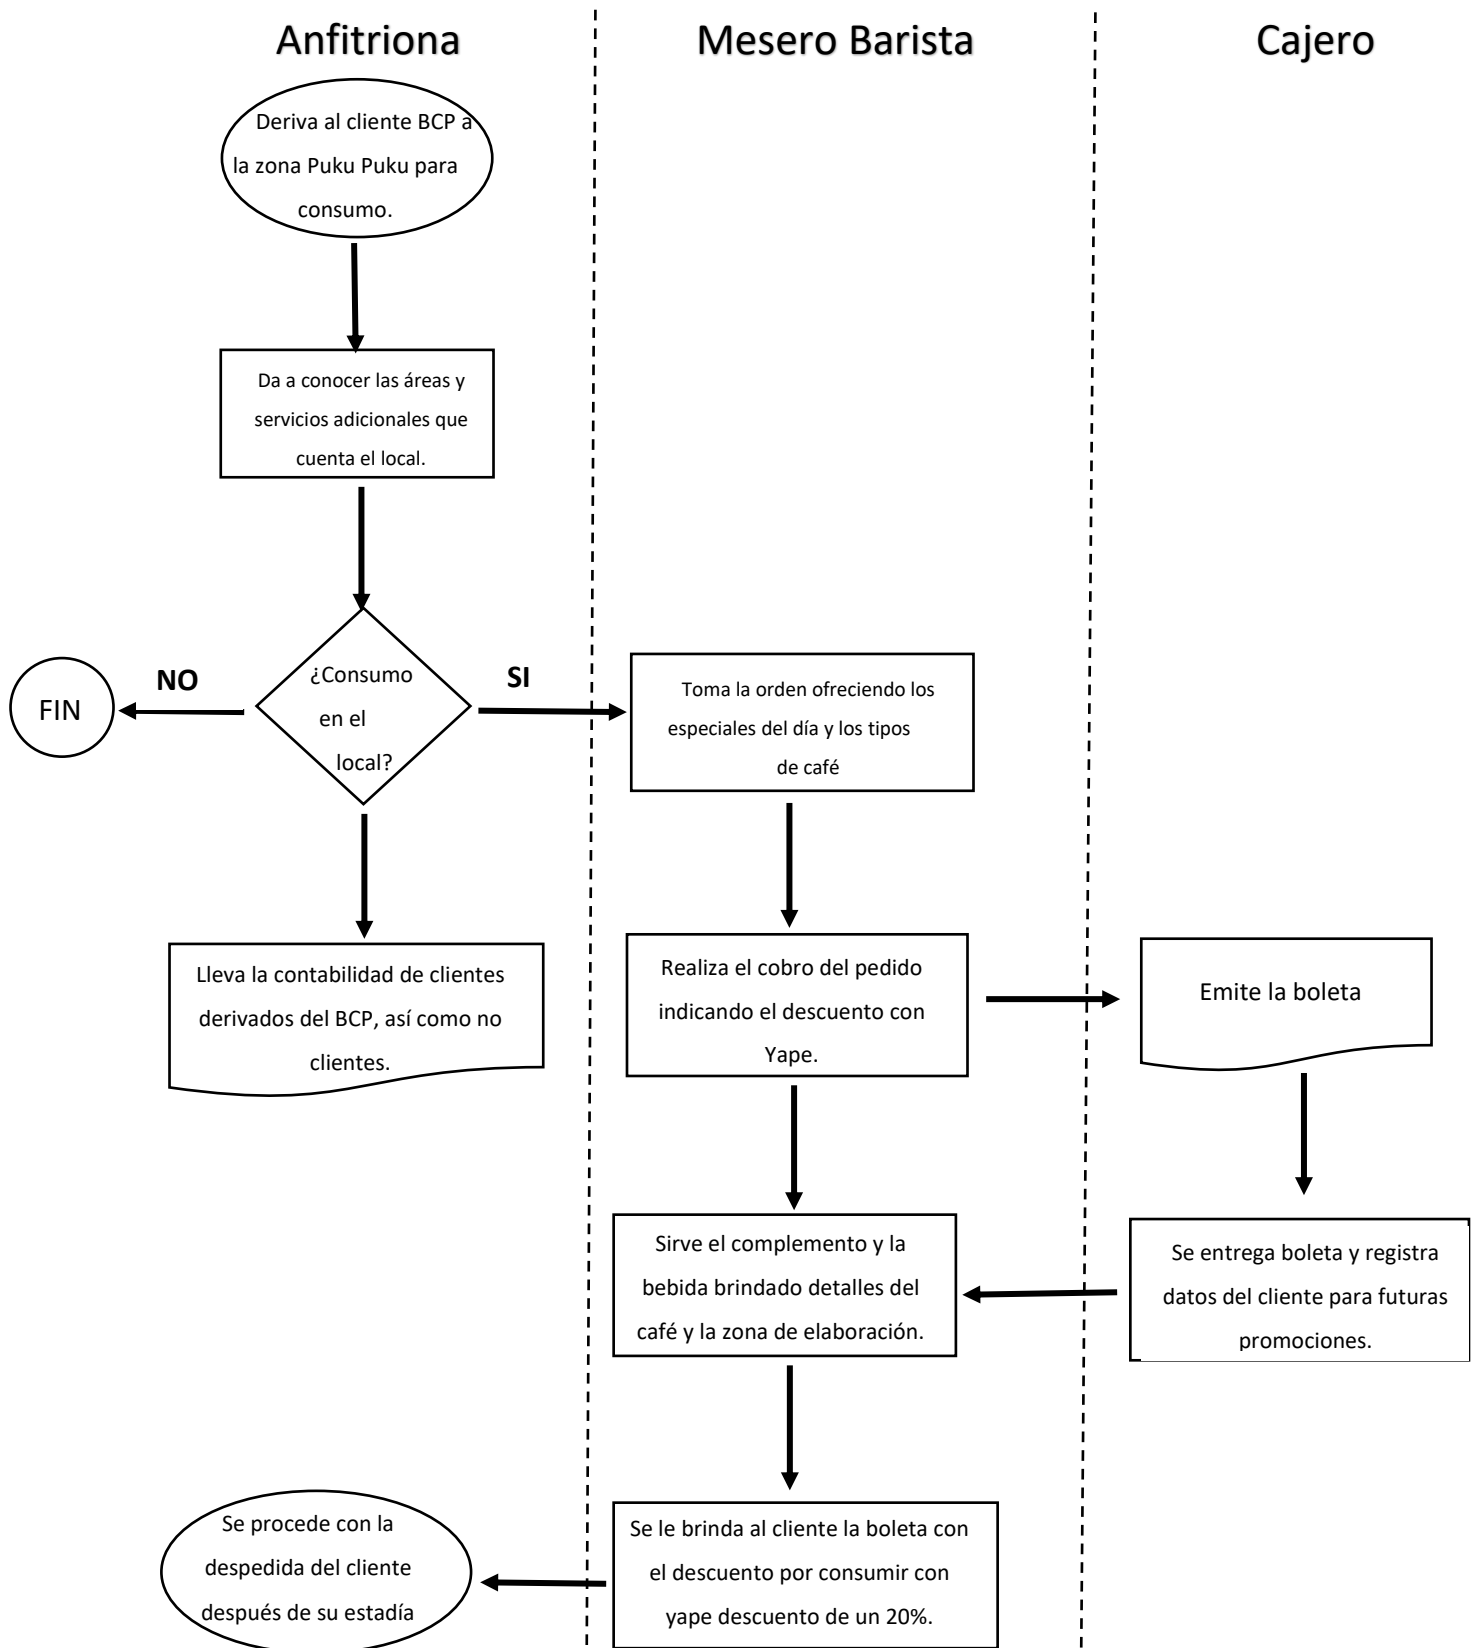 Anfitriona
Mesero Barista
Cajero
Deriva al cliente BCP a
la zona Puku Puku para
consumo.
Da a conocer las áreas y
servicios adicionales que
cuenta el local.
¿Consumo
en el
local?
NO
FIN
SI
Toma la orden ofreciendo los
especiales del día y los tipos
de café
Lleva la contabilidad de clientes
derivados del BCP, así como no
clientes.
Realiza el cobro del pedido
indicando el descuento con
Yape.
Emite la boleta
Sirve el complemento y la
bebida brindado detalles del
café y la zona de elaboración.
Se entrega boleta y registra
datos del cliente para futuras
promociones.
Se le brinda al cliente la boleta con
el descuento por consumir con
yape descuento de un 20%.
Se procede con la
despedida del cliente
después de su estadía